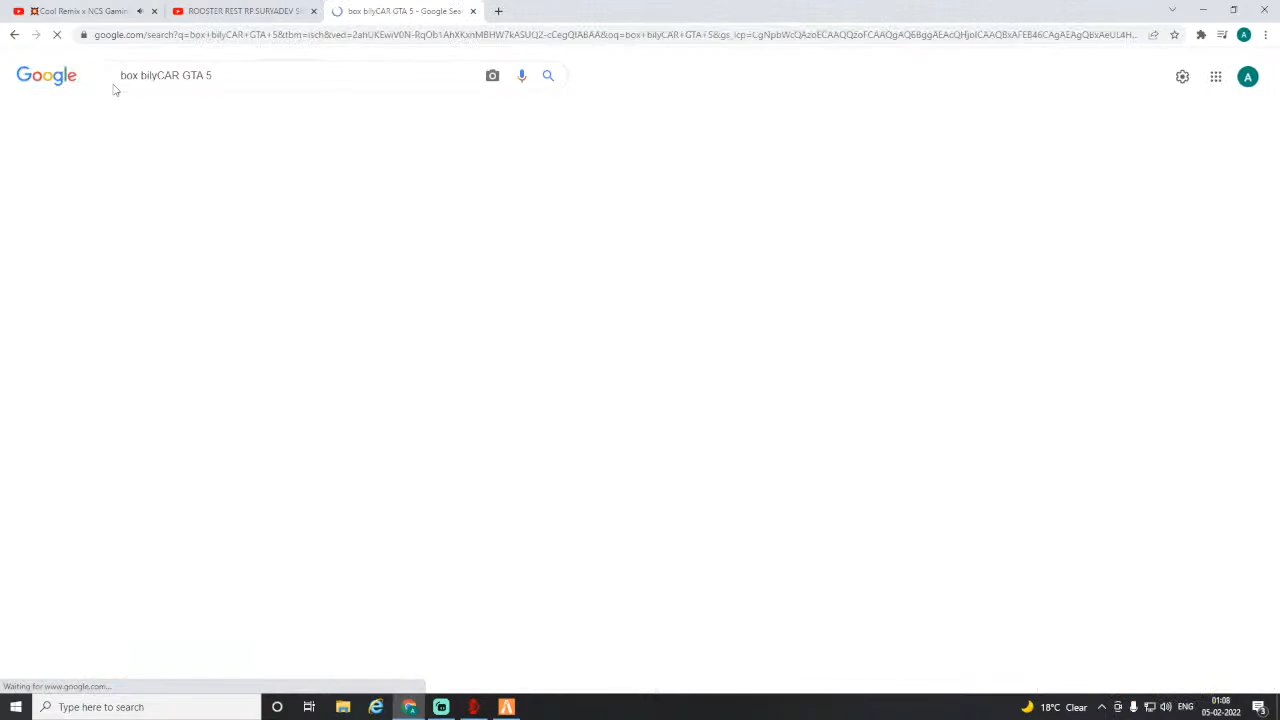 Cool Remix x NCS Gamin
ROOSTER REST RP.SURYADEV S
box bilyCAR GTA 5 - Google Sea
Google
box bilyCAR GTA 5
A
A
Waiting for www.google.com...
Type here to search
18°C Clear
ENG
01:08
05-02-2022